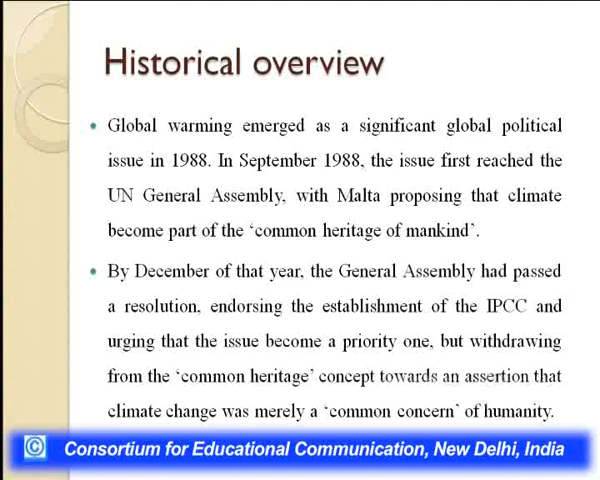 Historical overview
• Global warming emerged as a significant global political
issue in 1988. In September 1988, the issue first reached the
UN General Assembly, with Malta proposing that climate
become part of the ‘common heritage of mankind’.
• By December of that year, the General Assembly had passed
a resolution, endorsing the establishment of the IPCC and
urging that the issue become a priority one, but withdrawing
from the ‘common heritage’ concept towards an assertion that
climate change was merely a ‘common concern’ of humanity.
© Consortium for Educational Communication, New Delhi, India